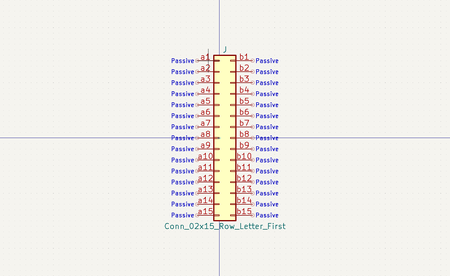 J
Passive a1 b1 Passive
Passive a2 b2 Passive
Passive a3 b3 Passive
Passive a4 b4 Passive
Passive a5 b5 Passive
Passive a6 b6 Passive
Passive a7 b7 Passive
Passive a8 b8 Passive
Passive a9 b9 Passive
Passive a10 b10 Passive
Passive a11 b11 Passive
Passive a12 b12 Passive
Passive a13 b13 Passive
Passive a14 b14 Passive
Passive a15 b15 Passive
Conn_02x15_Row_Letter_First